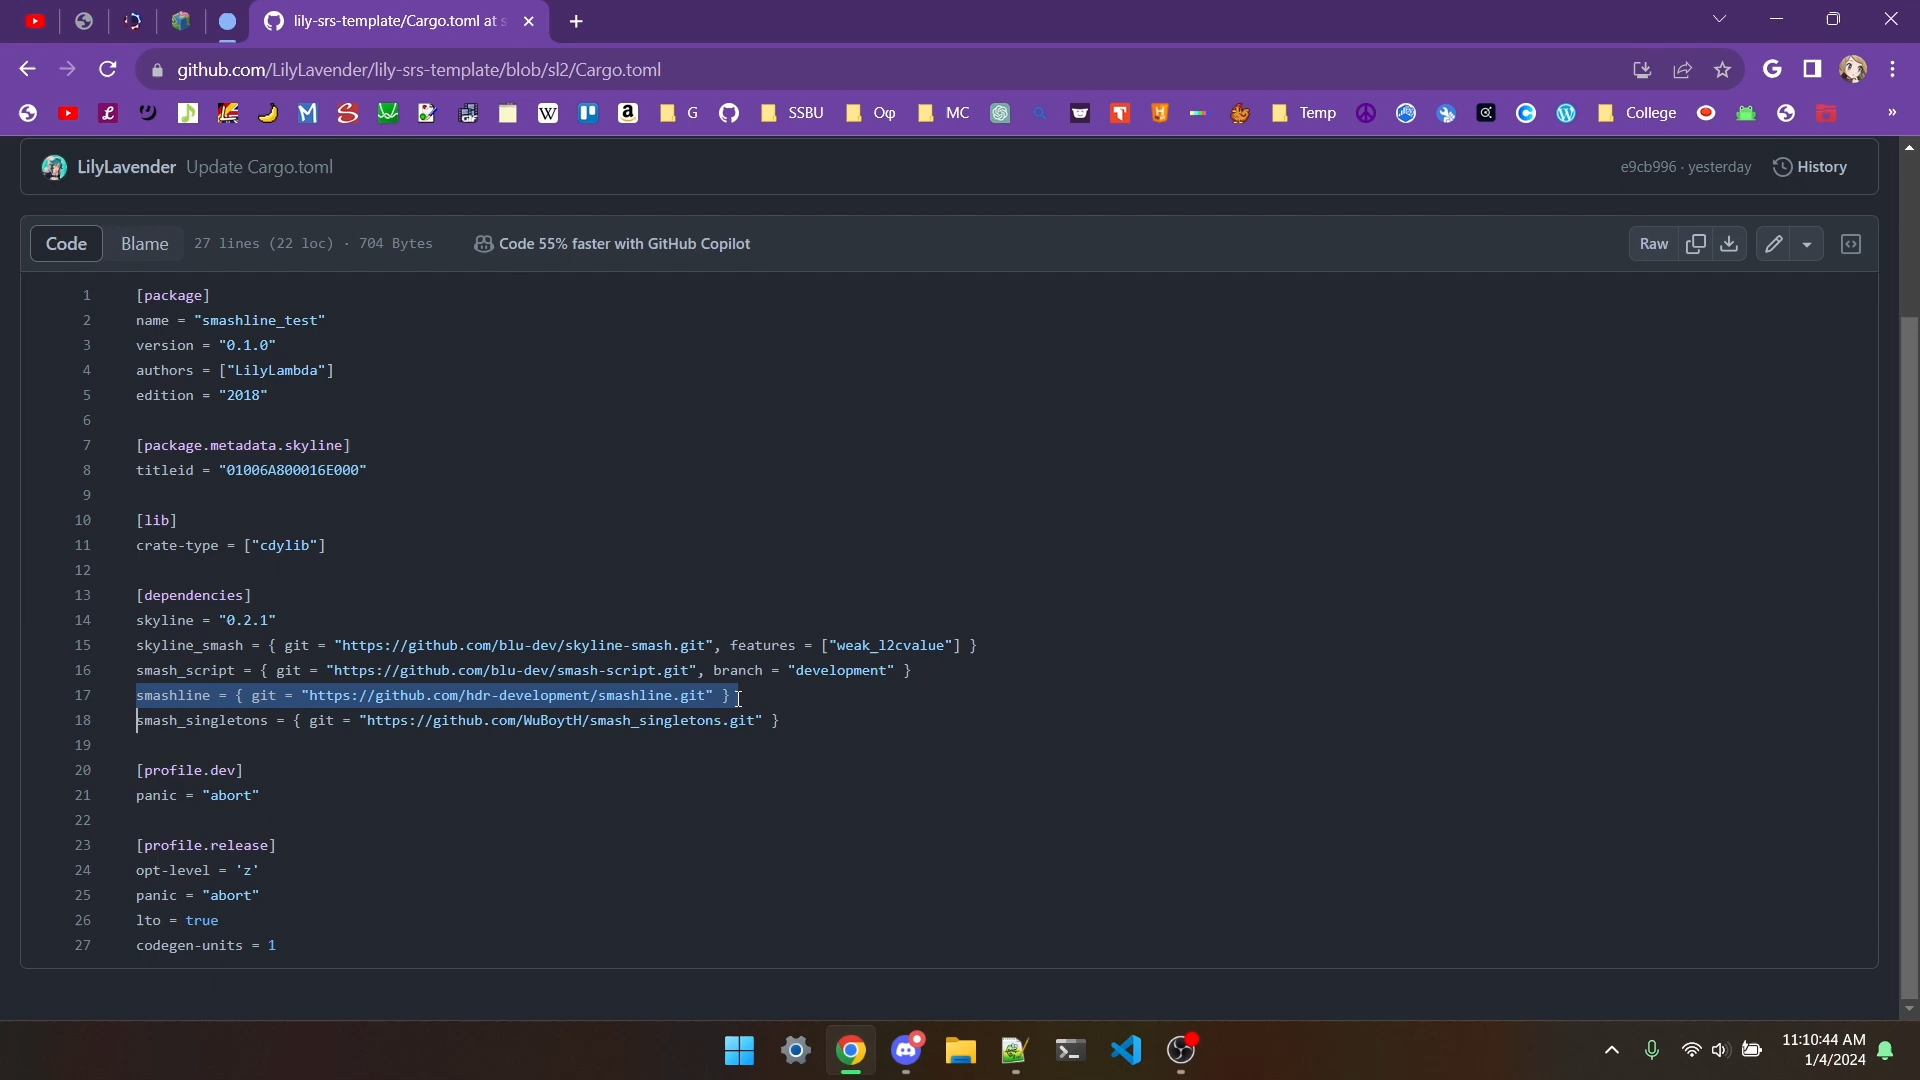 lily-srs-template/Cargo.toml at s
github.com/LilyLavender/lily-srs-template/blob/sl2/Cargo.toml
G
SSBU
Oφ
MC
Temp
College
»
LilyLavender Update Cargo.toml
e9cb996 · yesterday
History
Code
Blame
27 lines (22 loc) · 704 Bytes
Code 55% faster with GitHub Copilot
Raw
1 [package]
2 name = "smashline_test"
3 version = "0.1.0"
4 authors = ["LilyLambda"]
5 edition = "2018"
6
7 [package.metadata.skyline]
8 titleid = "01006A800016E000"
9
10 [lib]
11 crate-type = ["cdylib"]
12
13 [dependencies]
14 skyline = "0.2.1"
15 skyline_smash = { git = "https://github.com/blu-dev/skyline-smash.git", features = ["weak_l2cvalue"] }
16 smash_script = { git = "https://github.com/blu-dev/smash-script.git", branch = "development" }
17 smashline = { git = "https://github.com/hdr-development/smashline.git" }
18 smash_singletons = { git = "https://github.com/WuBoytH/smash_singletons.git" }
19
20 [profile.dev]
21 panic = "abort"
22
23 [profile.release]
24 opt-level = 'z'
25 panic = "abort"
26 lto = true
27 codegen-units = 1
11:10:44 AM
1/4/2024